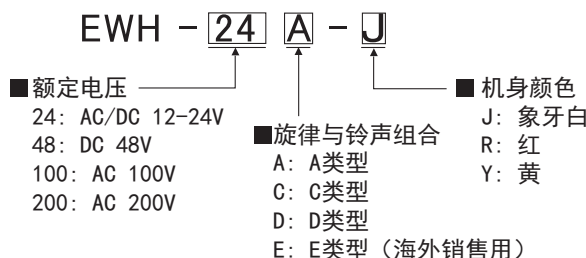 EWH - 24 A - J
■额定电压
24: AC/DC 12-24V
48: DC 48V
100: AC 100V
200: AC 200V
■旋律与铃声组合
A: A类型
C: C类型
D: D类型
E: E类型（海外销售用）
■机身颜色
J: 象牙白
R: 红
Y: 黄